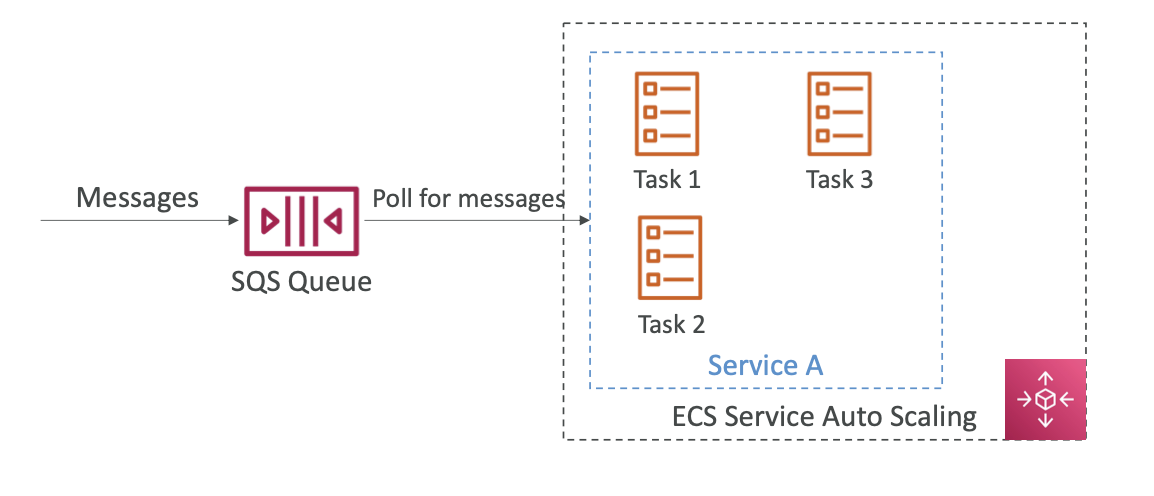 Messages
SQS Queue
Poll for messages
Task 1
Task 3
Task 2
Service A
ECS Service Auto Scaling